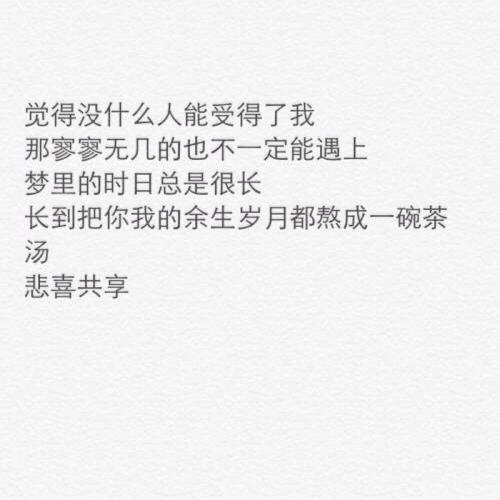 觉得没什么人能受得了我
那寥寥无几的也不一定能遇上
梦里的时日总是很长
长到把你我的余生岁月都熬成一碗茶
汤
悲喜共享